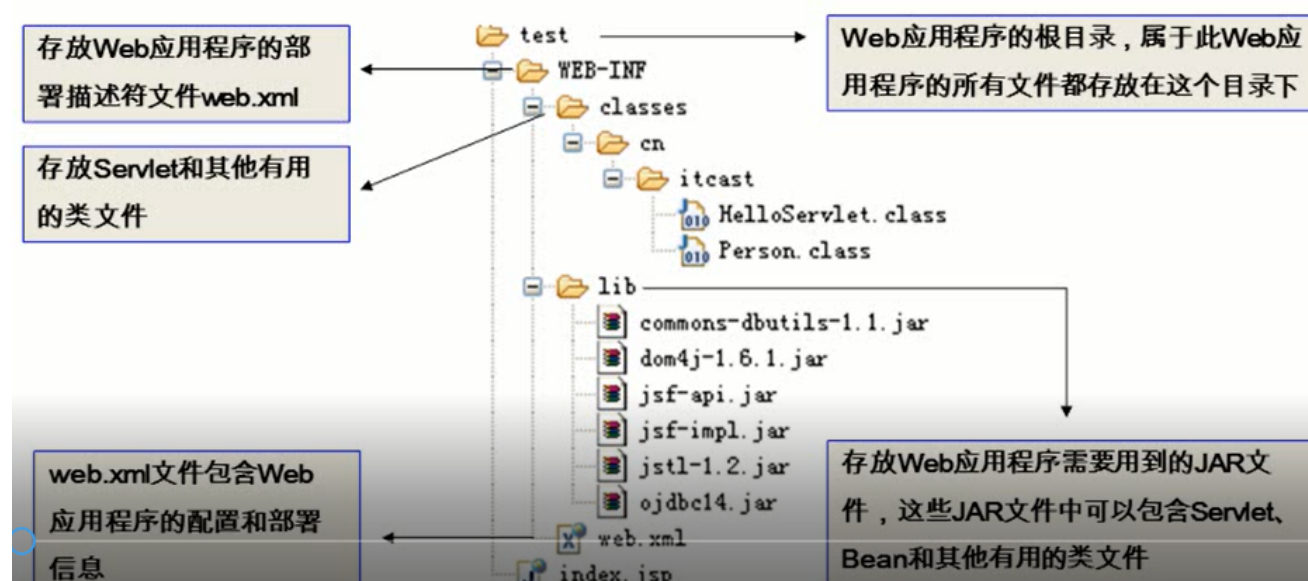 存放Web应用程序的部
署描述符文件web.xml
存放Servlet和其他有用
的类文件
web.xml文件包含Web
应用程序的配置和部署
信息
test
WEB-INF
classes
cn
itcast
HelloServlet.class
Person.class
lib
commons-dbutils-1.1.jar
dom4j-1.6.1.jar
jsf-api.jar
jsf-impl.jar
jstl-1.2.jar
ojdbc14.jar
web.xml
index.jsp
Web应用程序的根目录，属于此Web应
用程序的所有文件都存放在这个目录下
存放Web应用程序需要用到的JAR文
件，这些JAR文件中可以包含Servlet、
Bean和其他有用的类文件